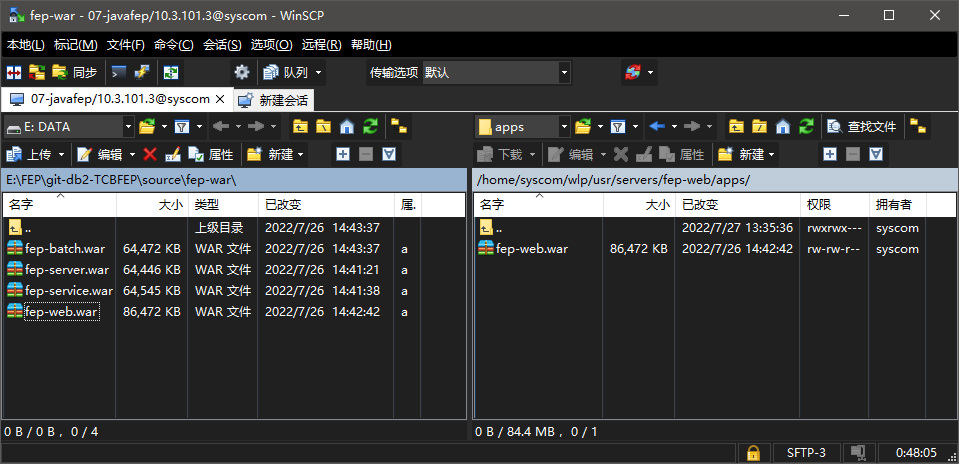 fep-war - 07-javafep/10.3.101.3@syscom - WinSCP
本地(L) 标记(M) 文件(F) 命令(C) 会话(S) 选项(O) 远程(R) 帮助(H)
同步 队列 传输选项 默认
07-javafep/10.3.101.3@syscom × 新建会话
E: DATA
上传 编辑 属性 新建
E:\FEP\git-db2-TCBFEP\source\fep-war\
名字 大小 类型 已改变 属.
.. 上级目录 2022/7/26 14:43:37
fep-batch.war 64,472 KB WAR 文件 2022/7/26 14:43:37 a
fep-server.war 64,446 KB WAR 文件 2022/7/26 14:41:21 a
fep-service.war 64,545 KB WAR 文件 2022/7/26 14:41:38 a
fep-web.war 86,472 KB WAR 文件 2022/7/26 14:42:42 a
0 B / 0 B， 0 / 4
apps 查找文件
下载 编辑 属性 新建
/home/syscom/wlp/usr/servers/fep-web/apps/
名字 大小 已改变 权限 拥有者
.. 2022/7/27 13:35:36 rwxrwx--- syscom
fep-web.war 86,472 KB 2022/7/26 14:42:42 rw-rw-r-- syscom
0 B / 84.4 MB， 0 / 1
SFTP-3 0:48:05